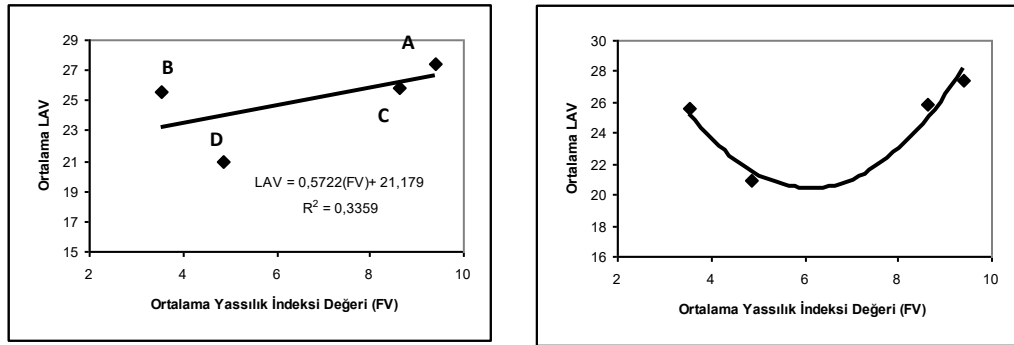 29
27
25
23
21
19
17
15
Ortalama LAV
A
B
C
D
LAV = 0,5722(FV)+ 21,179
R² = 0,3359
2 4 6 8 10
Ortalama Yassılık İndeksi Değeri (FV)
30
28
26
24
22
20
18
16
Ortalama LAV
2 4 6 8 10
Ortalama Yassılık İndeksi Değeri (FV)